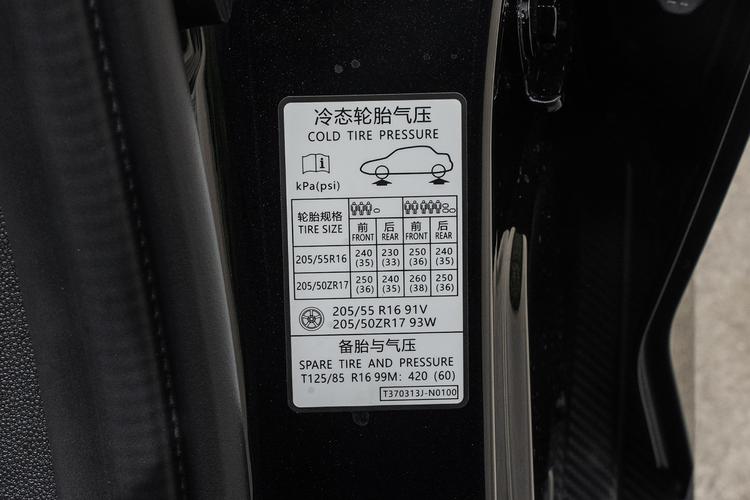 冷态轮胎气压
COLD TIRE PRESSURE
kPa(psi)
轮胎规格 TIRE SIZE
前 FRONT 后 REAR 前 FRONT 后 REAR
205/55R16 240 (35) 230 (33) 250 (36) 240 (35)
205/50ZR17 250 (36) 240 (35) 260 (38) 250 (36)
205/55 R16 91V
205/50ZR17 93W
备胎与气压
SPARE TIRE AND PRESSURE
T125/85 R16 99M: 420 (60)
T370313J-N0100